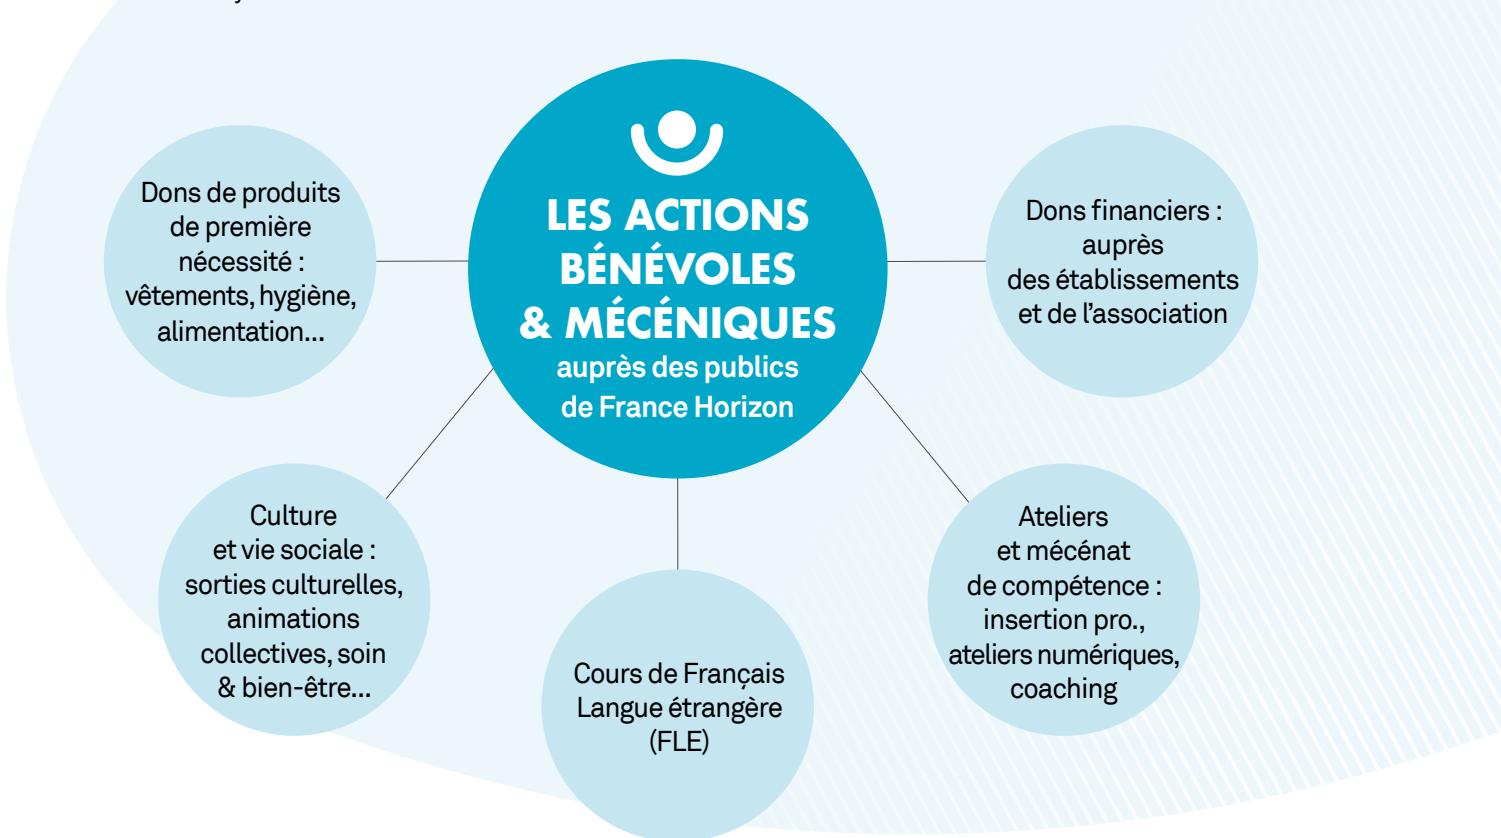 LES ACTIONS
BÉNÉVOLES
& MÉCÉNIQUES
auprès des publics
de France Horizon
Dons de produits
de première
nécessité :
vêtements, hygiène,
alimentation...
Dons financiers :
auprès
des établissements
et de l’association
Culture
et vie sociale :
sorties culturelles,
animations
collectives, soin
& bien-être...
Cours de Français
Langue étrangère
(FLE)
Ateliers
et mécénat
de compétence :
insertion pro.,
ateliers numériques,
coaching